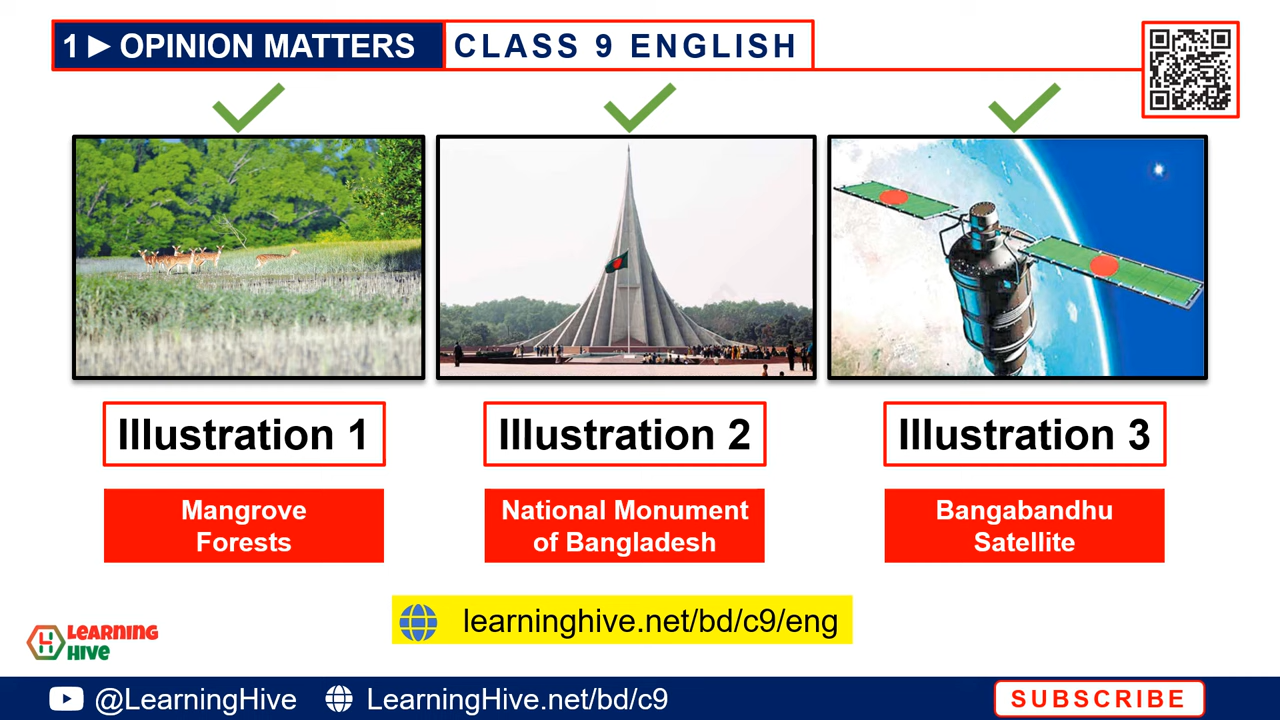 1►OPINION MATTERS
CLASS 9 ENGLISH
Illustration 1
Illustration 2
Illustration 3
Mangrove
Forests
National Monument
of Bangladesh
Bangabandhu
Satellite
learninghive.net/bd/c9/eng
LEARNING
HIVE
@LearningHive
LearningHive.net/bd/c9
SUBSCRIBE